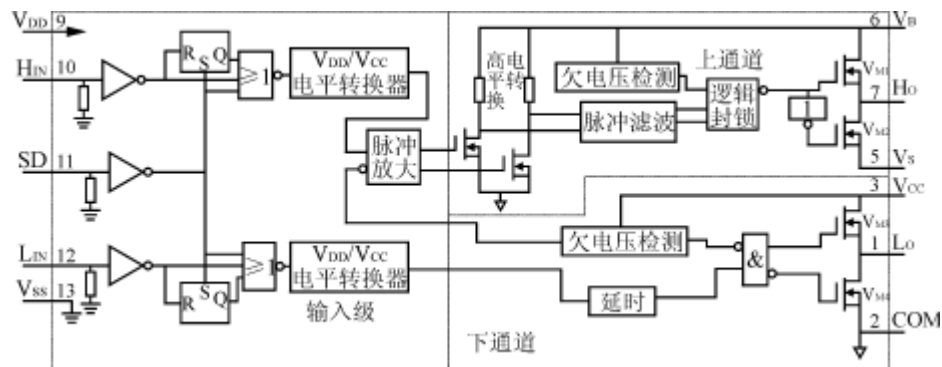 VDD 9
HIN 10
SD 11
LIN 12
VSS 13
R S Q
≥1
VDD/VCC
电平转换器
脉冲
放大
R S Q
≥1
VDD/VCC
电平转换器
输入级
高电
平转
换
欠电压检测
上通道
脉冲滤波
逻辑
封锁
1
VM1
VM2
6 VB
7 HO
5 VS
3 VCC
欠电压检测
延时
&
VM3
VM4
1 LO
2 COM
下通道